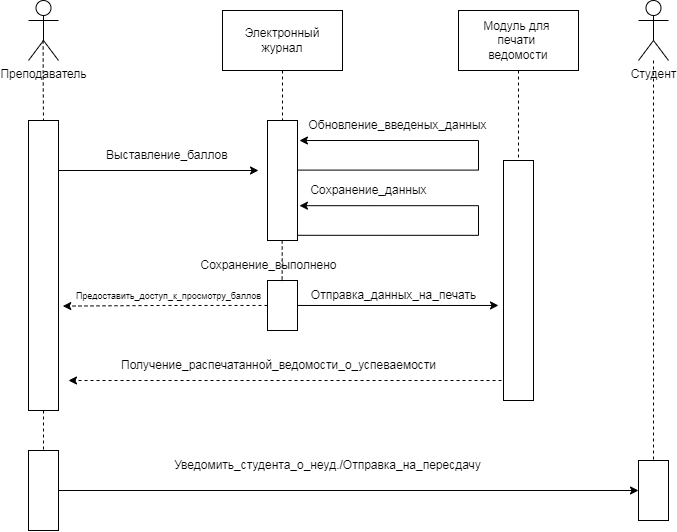 Электронный
журнал
Модуль для
печати
ведомости
Преподаватель
Студент
Обновление_введеных_данных
Выставление_баллов
Сохранение_данных
Сохранение_выполнено
Предоставить_доступ_к_просмотру_баллов
Отправка_данных_на_печать
Получение_распечатанной_ведомости_о_успеваемости
Уведомить_студента_о_неуд./Отправка_на_пересдачу